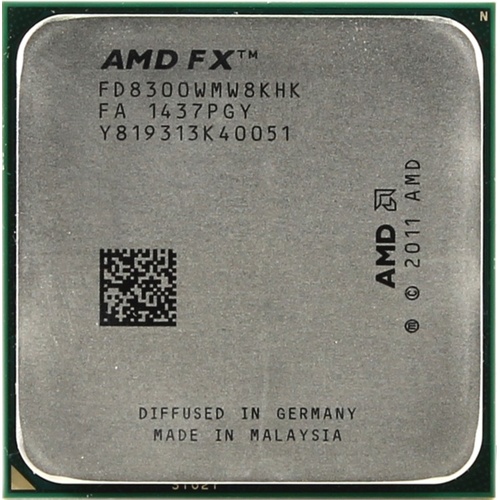 AMD FX™
FD8300WMW8KHK
FA 1437PGY
Y819313K40051
AMD
ⓜ © 2011 AMD
DIFFUSED IN GERMANY
MADE IN MALAYSIA
N